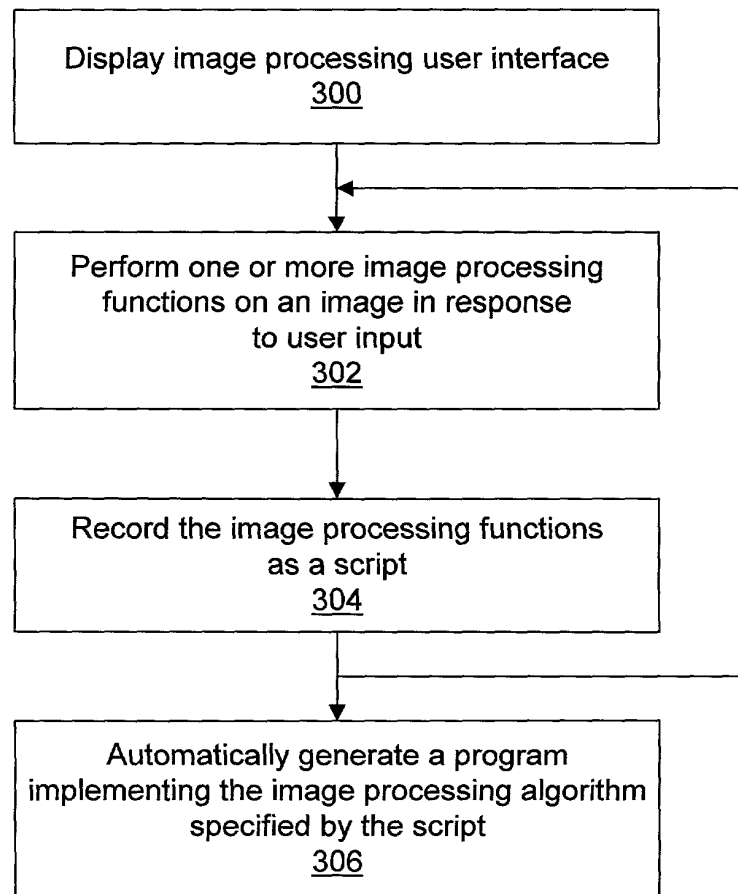 Display image processing user interface
300
Perform one or more image processing
functions on an image in response
to user input
302
Record the image processing functions
as a script
304
Automatically generate a program
implementing the image processing algorithm
specified by the script
306